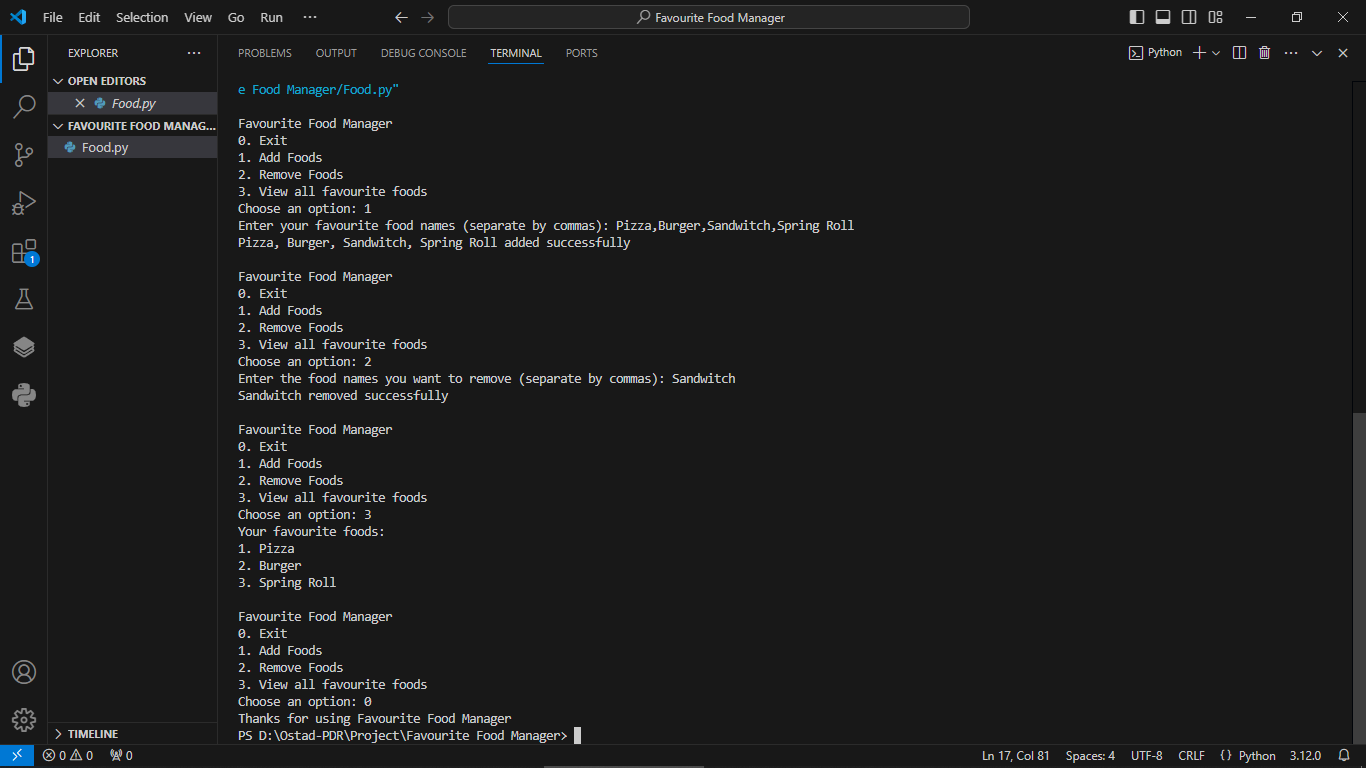 File Edit Selection View Go Run ···
Favourite Food Manager
EXPLORER ···
OPEN EDITORS
Food.py
FAVOURITE FOOD MANAG...
Food.py
TIMELINE
1
PROBLEMS OUTPUT DEBUG CONSOLE TERMINAL PORTS
Python
e Food Manager/Food.py"
Favourite Food Manager
0. Exit
1. Add Foods
2. Remove Foods
3. View all favourite foods
Choose an option: 1
Enter your favourite food names (separate by commas): Pizza,Burger,Sandwitch,Spring Roll
Pizza, Burger, Sandwitch, Spring Roll added successfully
Favourite Food Manager
0. Exit
1. Add Foods
2. Remove Foods
3. View all favourite foods
Choose an option: 2
Enter the food names you want to remove (separate by commas): Sandwitch
Sandwitch removed successfully
Favourite Food Manager
0. Exit
1. Add Foods
2. Remove Foods
3. View all favourite foods
Choose an option: 3
Your favourite foods:
1. Pizza
2. Burger
3. Spring Roll
Favourite Food Manager
0. Exit
1. Add Foods
2. Remove Foods
3. View all favourite foods
Choose an option: 0
Thanks for using Favourite Food Manager
PS D:\Ostad-PDR\Project\Favourite Food Manager>
0 0 0 Ln 17, Col 81 Spaces: 4 UTF-8 CRLF {} Python 3.12.0